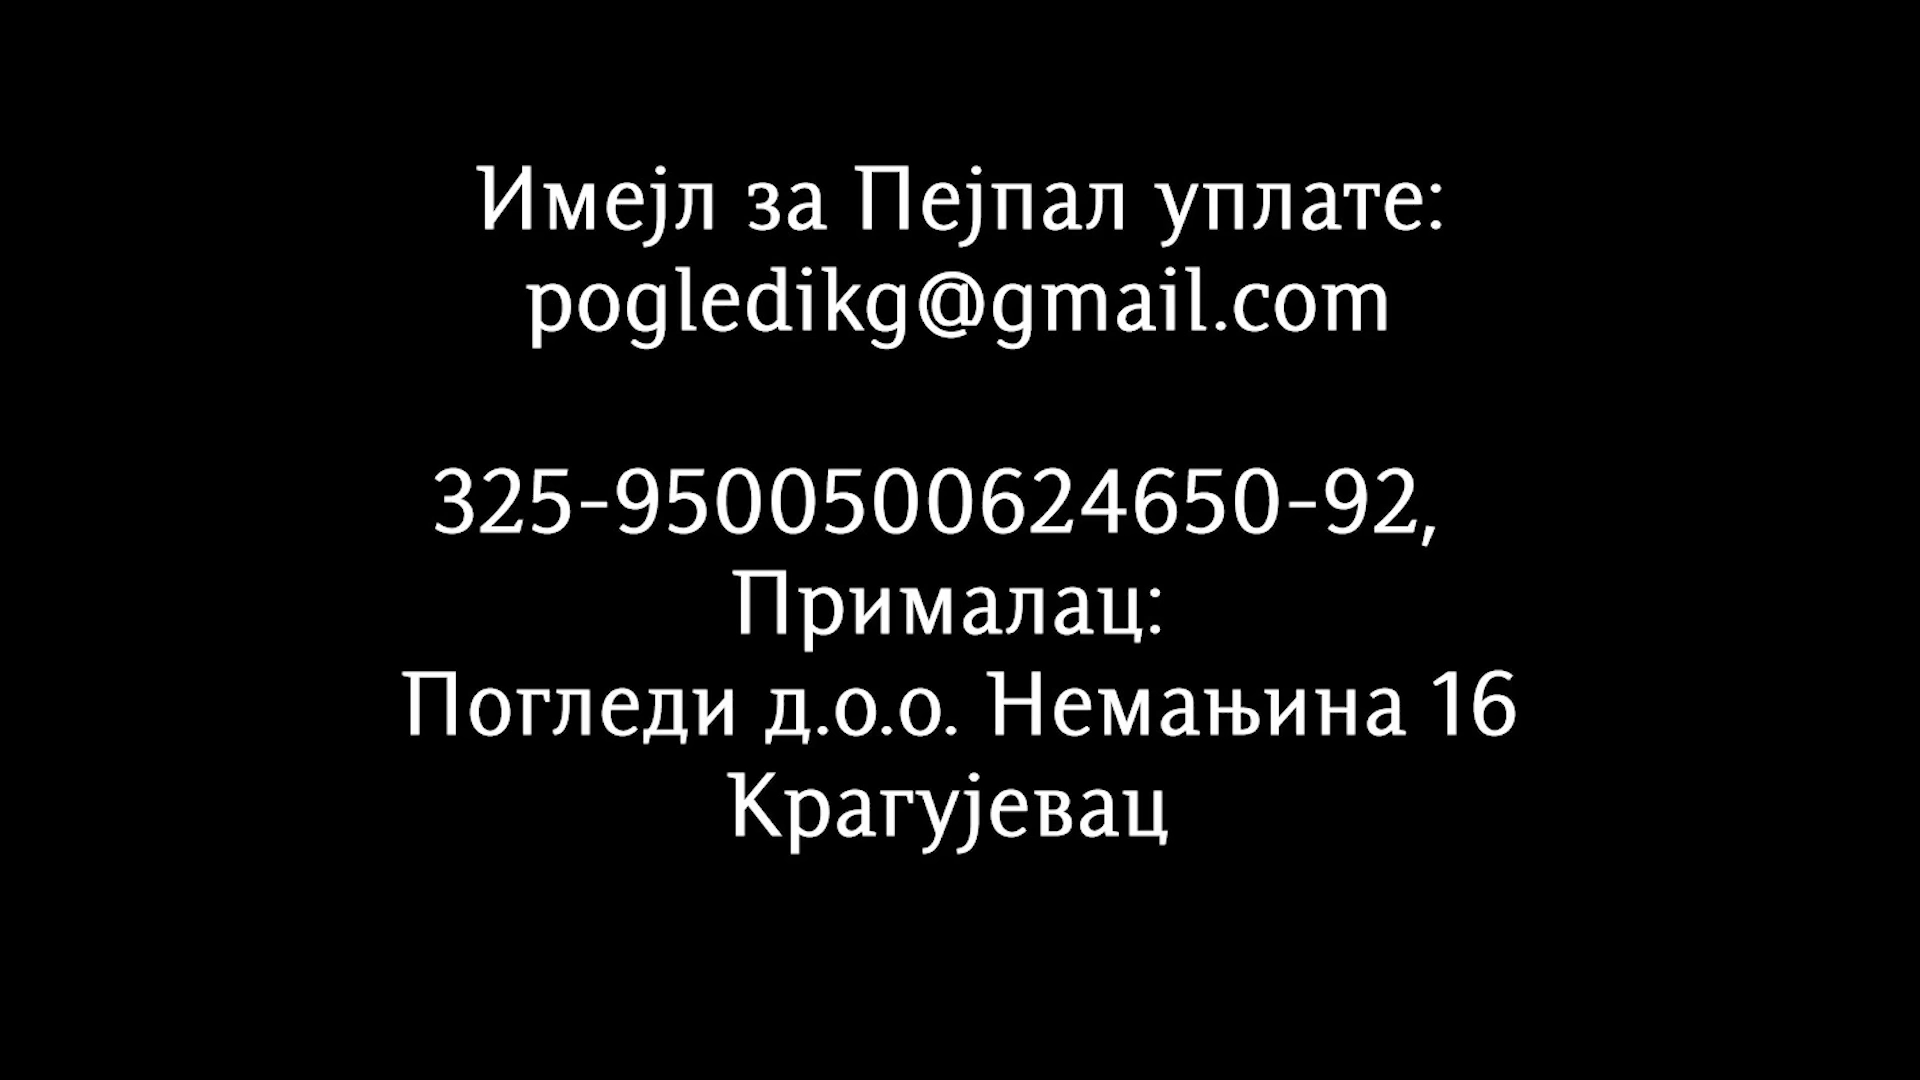 Имејл за Пејпал уплате:
pogledikg@gmail.com
325-9500500624650-92,
Прималац:
Погледи д.о.о. Немањина 16
Крагујевац